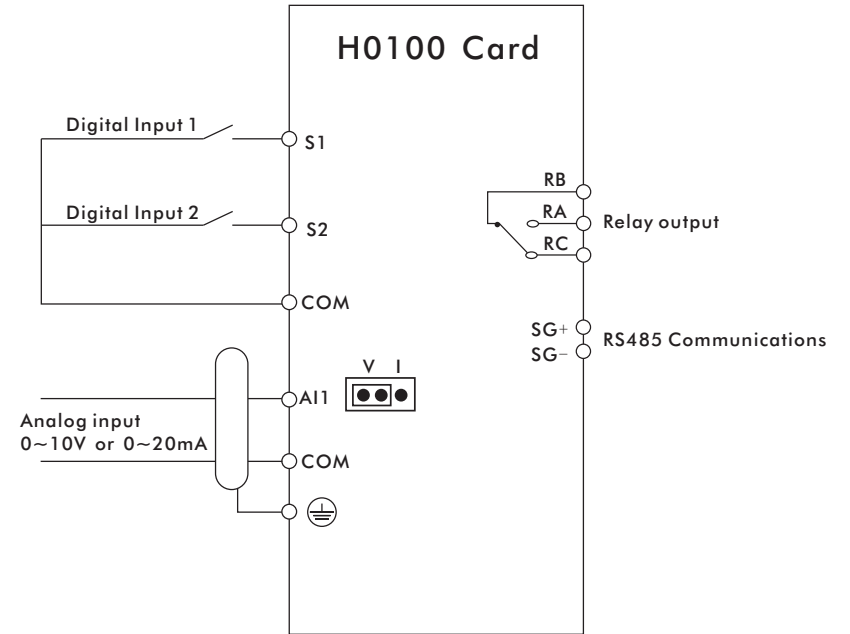 H0100 Card
Digital Input 1
S1
Digital Input 2
S2
COM
RB
RA
RC
Relay output
SG+
SG−
RS485 Communications
V I
AI1
Analog input
0~10V or 0~20mA
COM